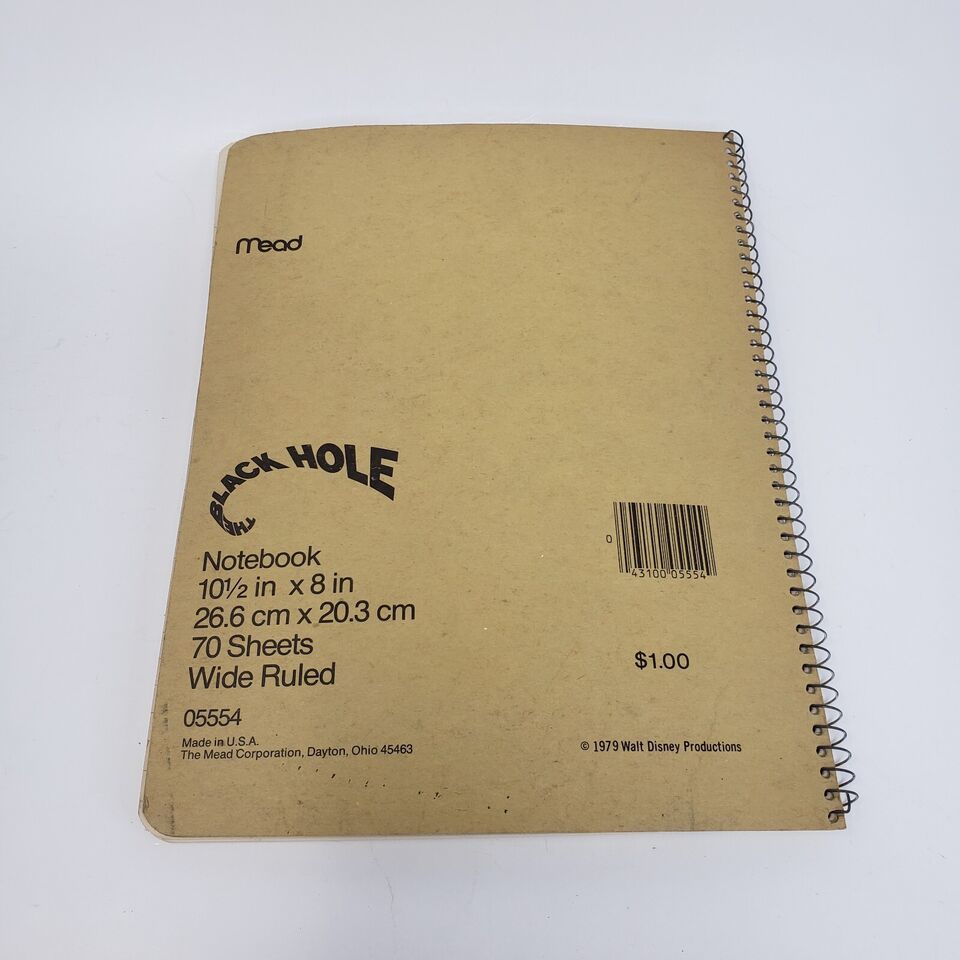 Mead
THE BLACK HOLE
Notebook
10½ in x 8 in
26.6 cm x 20.3 cm
70 Sheets
Wide Ruled
05554
Made in U.S.A.
The Mead Corporation, Dayton, Ohio 45463
0
43100 05554
$1.00
© 1979 Walt Disney Productions